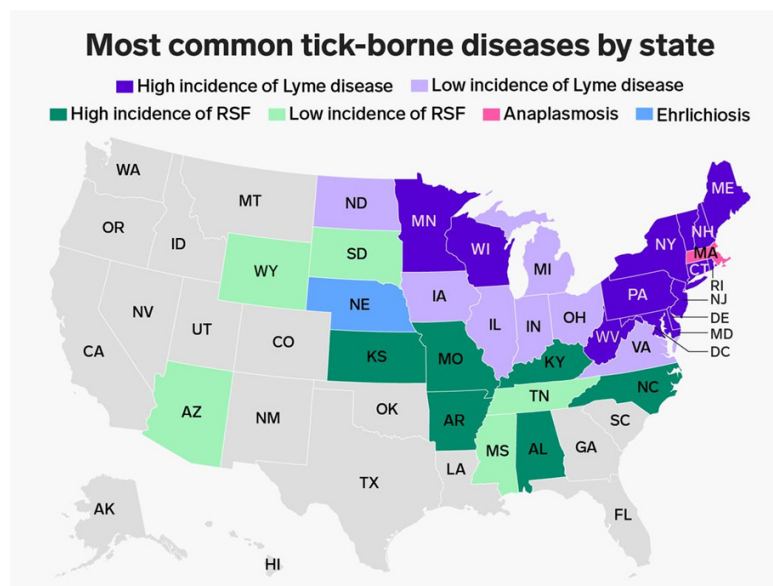 Most common tick-borne diseases by state
High incidence of Lyme disease Low incidence of Lyme disease
High incidence of RSF Low incidence of RSF Anaplasmosis Ehrlichiosis
WA
OR
ID
MT
ND
MN
WI
MI
ME
NH
NY
MA
CT
RI
NJ
DE
MD
DC
PA
SD
WY
NE
IA
IL
IN
OH
WV
VA
NV
UT
CO
KS
MO
KY
NC
CA
AZ
NM
OK
AR
TN
SC
MS
AL
GA
LA
TX
FL
AK
HI